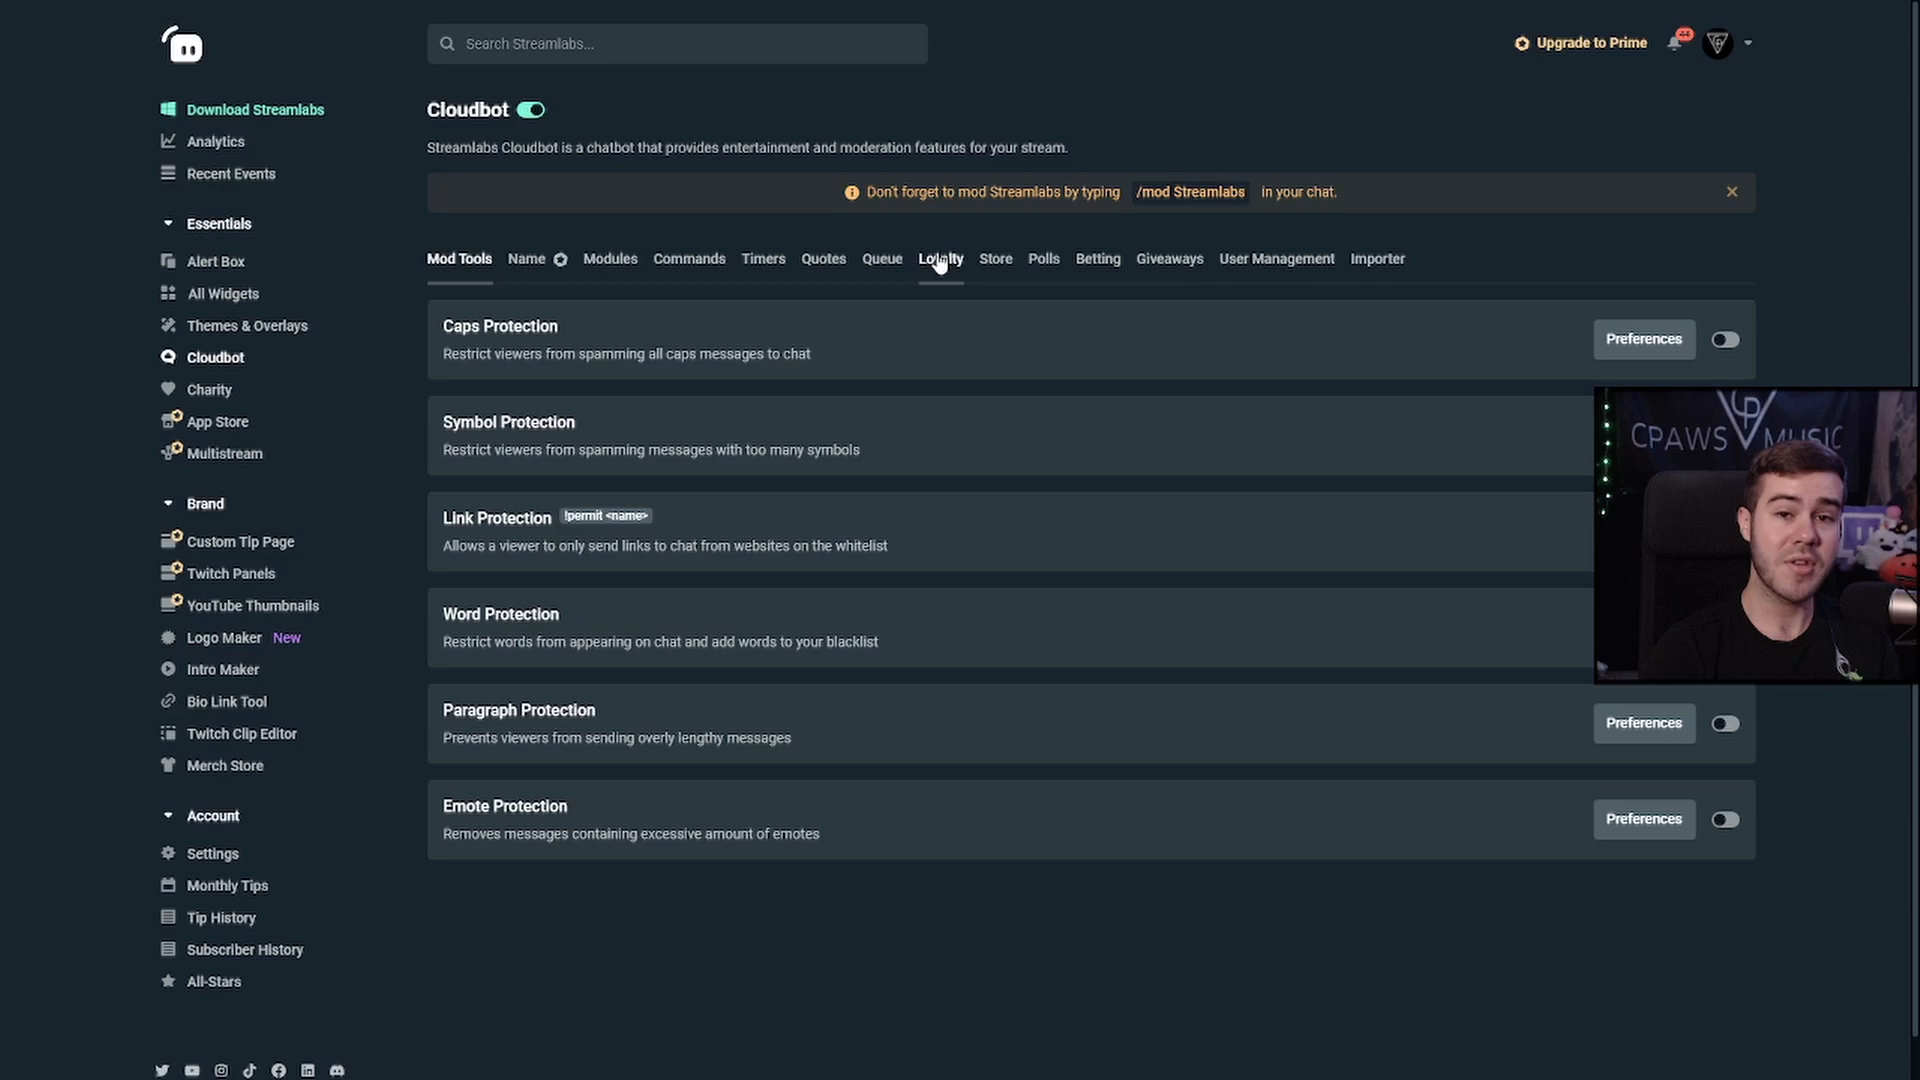 Search Streamlabs...
Upgrade to Prime
44
Download Streamlabs
Analytics
Recent Events
Essentials
Alert Box
All Widgets
Themes & Overlays
Cloudbot
Charity
App Store
Multistream
Brand
Custom Tip Page
Twitch Panels
YouTube Thumbnails
Logo Maker New
Intro Maker
Bio Link Tool
Twitch Clip Editor
Merch Store
Account
Settings
Monthly Tips
Tip History
Subscriber History
All-Stars
Cloudbot
Streamlabs Cloudbot is a chatbot that provides entertainment and moderation features for your stream.
Don't forget to mod Streamlabs by typing /mod Streamlabs in your chat.
Mod Tools Name Modules Commands Timers Quotes Queue Loyalty Store Polls Betting Giveaways User Management Importer
Caps Protection
Restrict viewers from spamming all caps messages to chat
Preferences
Symbol Protection
Restrict viewers from spamming messages with too many symbols
Link Protection !permit <name>
Allows a viewer to only send links to chat from websites on the whitelist
Word Protection
Restrict words from appearing on chat and add words to your blacklist
Paragraph Protection
Prevents viewers from sending overly lengthy messages
Preferences
Emote Protection
Removes messages containing excessive amount of emotes
Preferences
CPAWS MUSIC